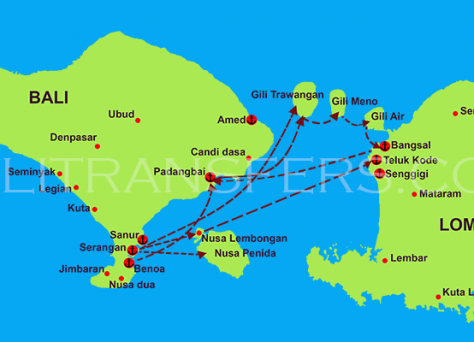 Gili Trawangan
BALI
Gili Meno
Ubud
Amed
Gili Air
Denpasar
Candi dasa
Bangsal
Teluk Kode
Seminyak
Padangbai
Senggigi
LITRANSFERS.CO
Legian
Mataram
Kuta
LOM
Sanur
Serangan
Nusa Lembongan
Nusa Penida
Lembar
Jimbaran
Benoa
Nusa dua
Kuta L